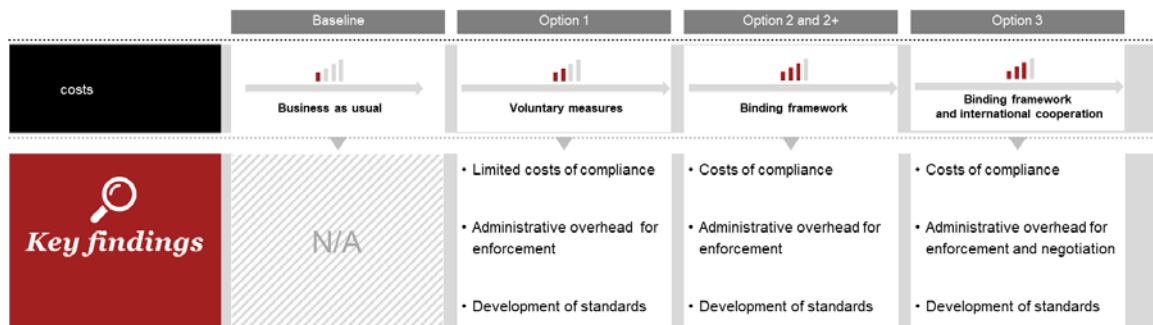 Baseline
Option 1
Option 2 and 2+
Option 3
costs
Business as usual
Voluntary measures
Binding framework
Binding framework
and international cooperation
Key findings
N/A
• Limited costs of compliance
• Administrative overhead for
enforcement
• Development of standards
• Costs of compliance
• Administrative overhead for
enforcement
• Development of standards
• Costs of compliance
• Administrative overhead for
enforcement and negotiation
• Development of standards